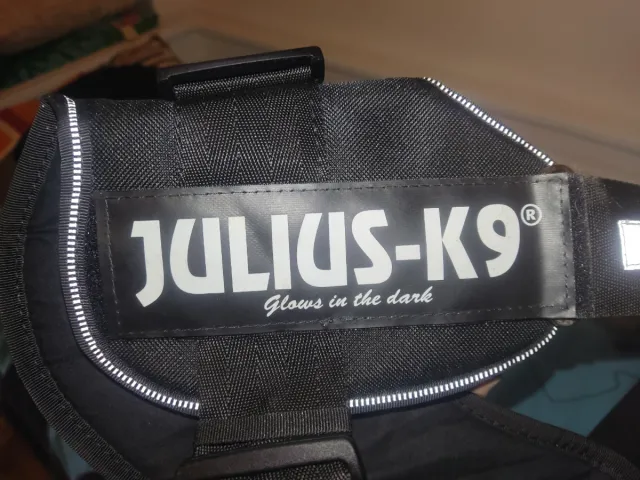 JULIUS-K9®
Glows in the dark